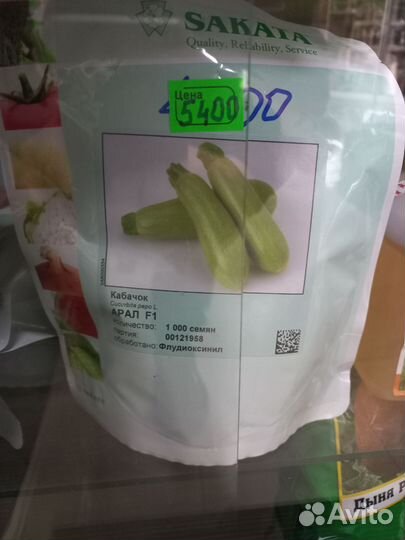 SAKATA
Quality, Reliability, Service
Цена
5400
Кабачок
Cucurbita pepo L.
АРАЛ F1
количество: 1 000 семян
партия: 00121958
обработано: Флудиоксинил
Сына
Avito